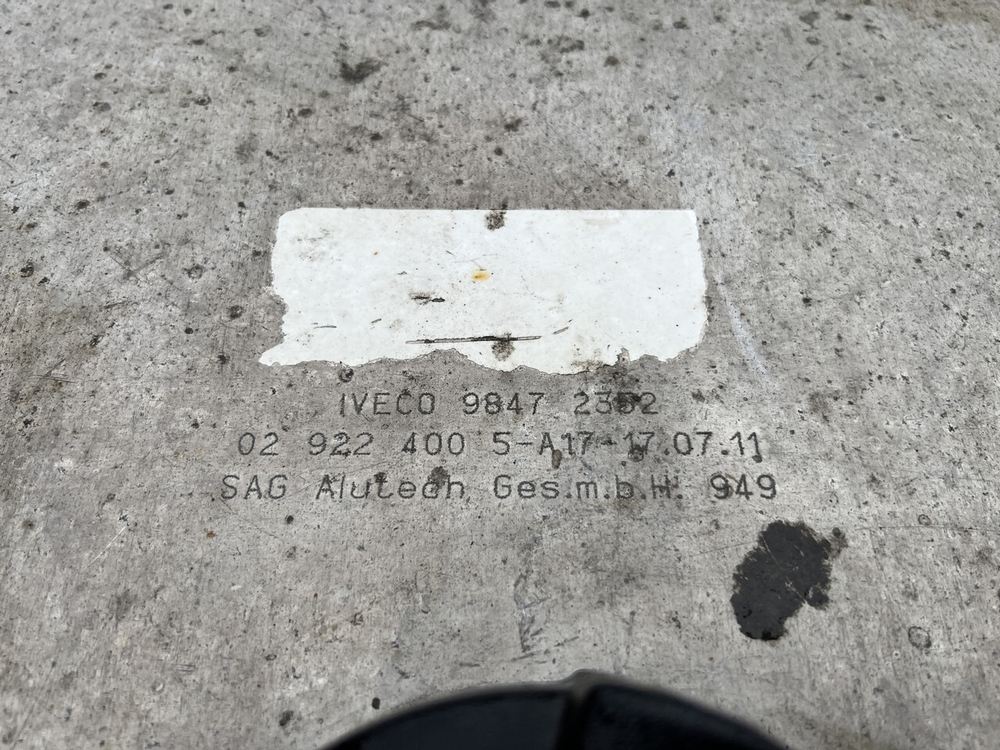 IVECO 9847 2352
02 922 400 5-A17-17.07.11
SAG Alutech Ges.m.b.H. 949